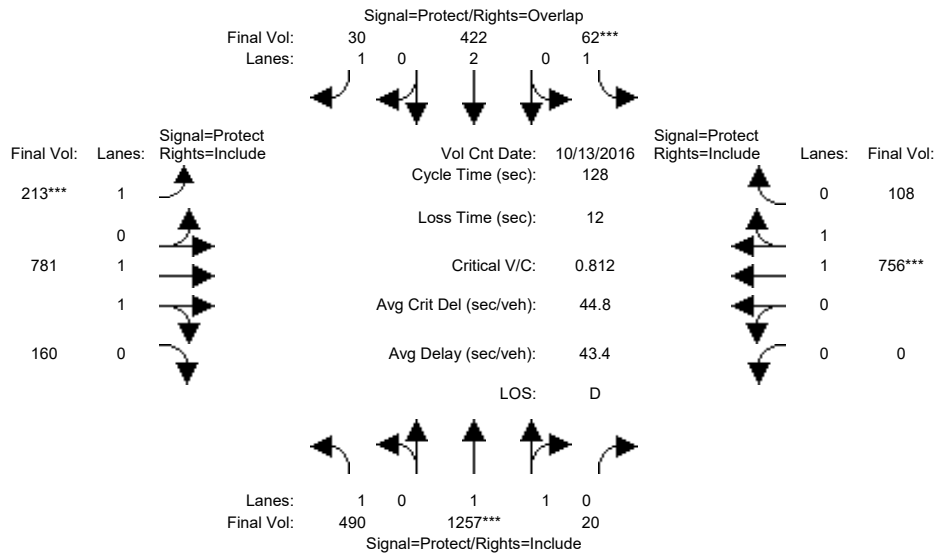 Signal=Protect/Rights=Overlap
Final Vol: 30 422 62***
Lanes: 1 0 2 0 1
Signal=Protect
Final Vol: Lanes: Rights=Include
Vol Cnt Date: 10/13/2016
Signal=Protect
Rights=Include Lanes: Final Vol:
Cycle Time (sec): 128
213*** 1
0 108
Loss Time (sec): 12
0
1
781 1
Critical V/C: 0.812
1 756***
1
Avg Crit Del (sec/veh): 44.8
0
160 0
Avg Delay (sec/veh): 43.4
0 0
LOS: D
Lanes: 1 0 1 1 0
Final Vol: 490 1257*** 20
Signal=Protect/Rights=Include